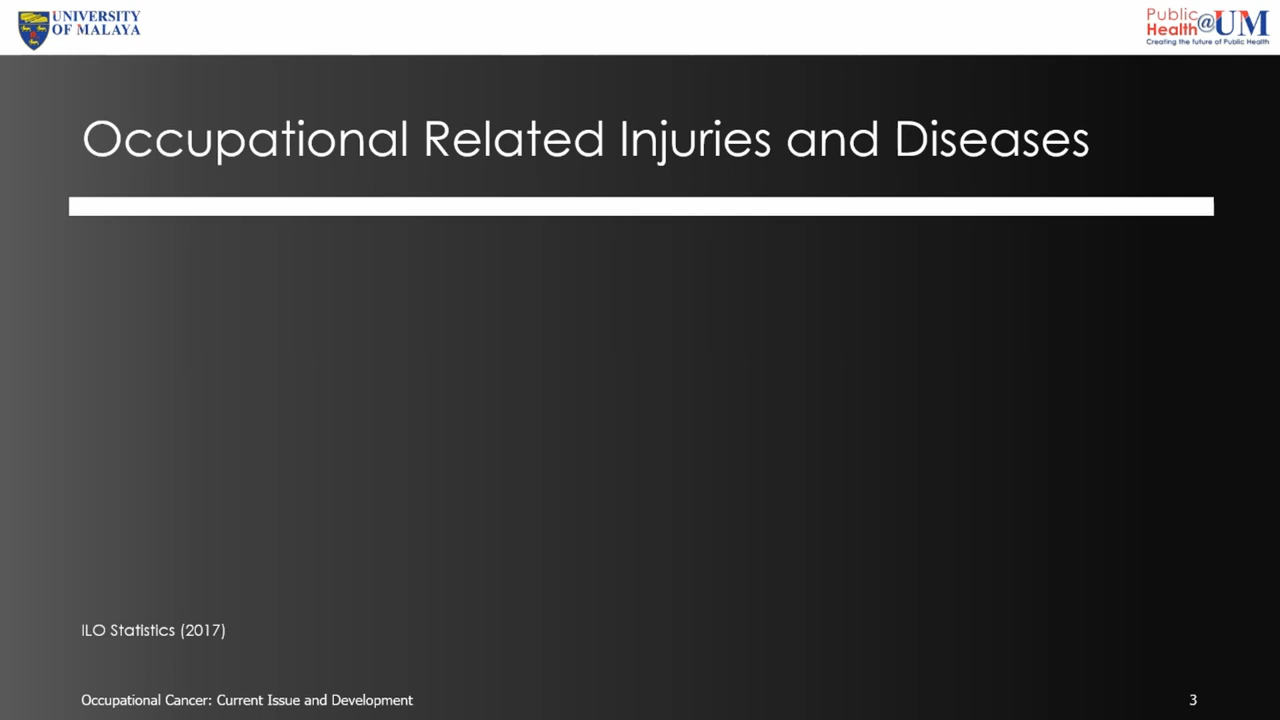 UNIVERSITY
OF MALAYA
Public
Health@UM
Creating the future of Public Health
Occupational Related Injuries and Diseases
ILO Statistics (2017)
Occupational Cancer: Current Issue and Development
3